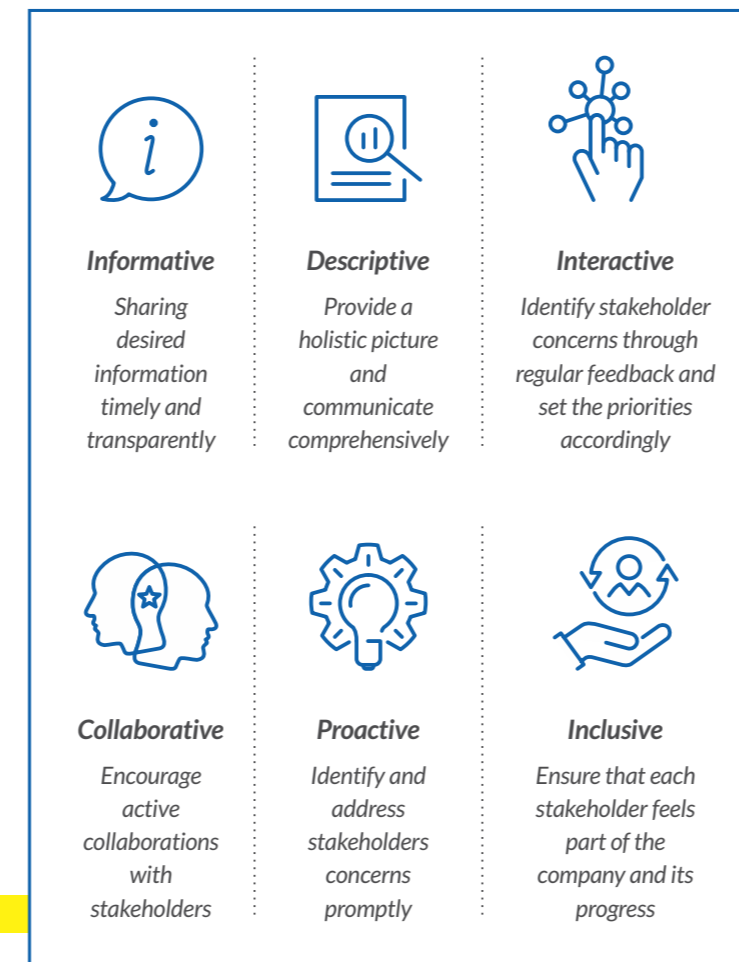 i
Informative
Sharing
desired
information
timely and
transparently
Descriptive
Provide a
holistic picture
and
communicate
comprehensively
Interactive
Identify stakeholder
concerns through
regular feedback and
set the priorities
accordingly
Collaborative
Encourage
active
collaborations
with
stakeholders
Proactive
Identify and
address
stakeholders
concerns
promptly
Inclusive
Ensure that each
stakeholder feels
part of the
company and its
progress